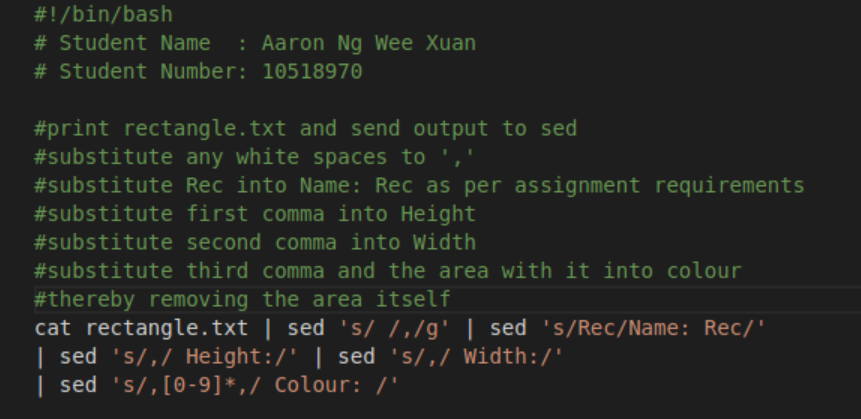 #!/bin/bash
# Student Name  : Aaron Ng Wee Xuan
# Student Number: 10518970
#print rectangle.txt and send output to sed
#substitute any white spaces to ','
#substitute Rec into Name: Rec as per assignment requirements
#substitute first comma into Height
#substitute second comma into Width
#substitute third comma and the area with it into colour
#thereby removing the area itself
cat rectangle.txt | sed 's/ /,/g' | sed 's/Rec/Name: Rec/'
| sed 's/,/ Height:/' | sed 's/,/ Width:/'
| sed 's/,[0-9]*,/ Colour: /'